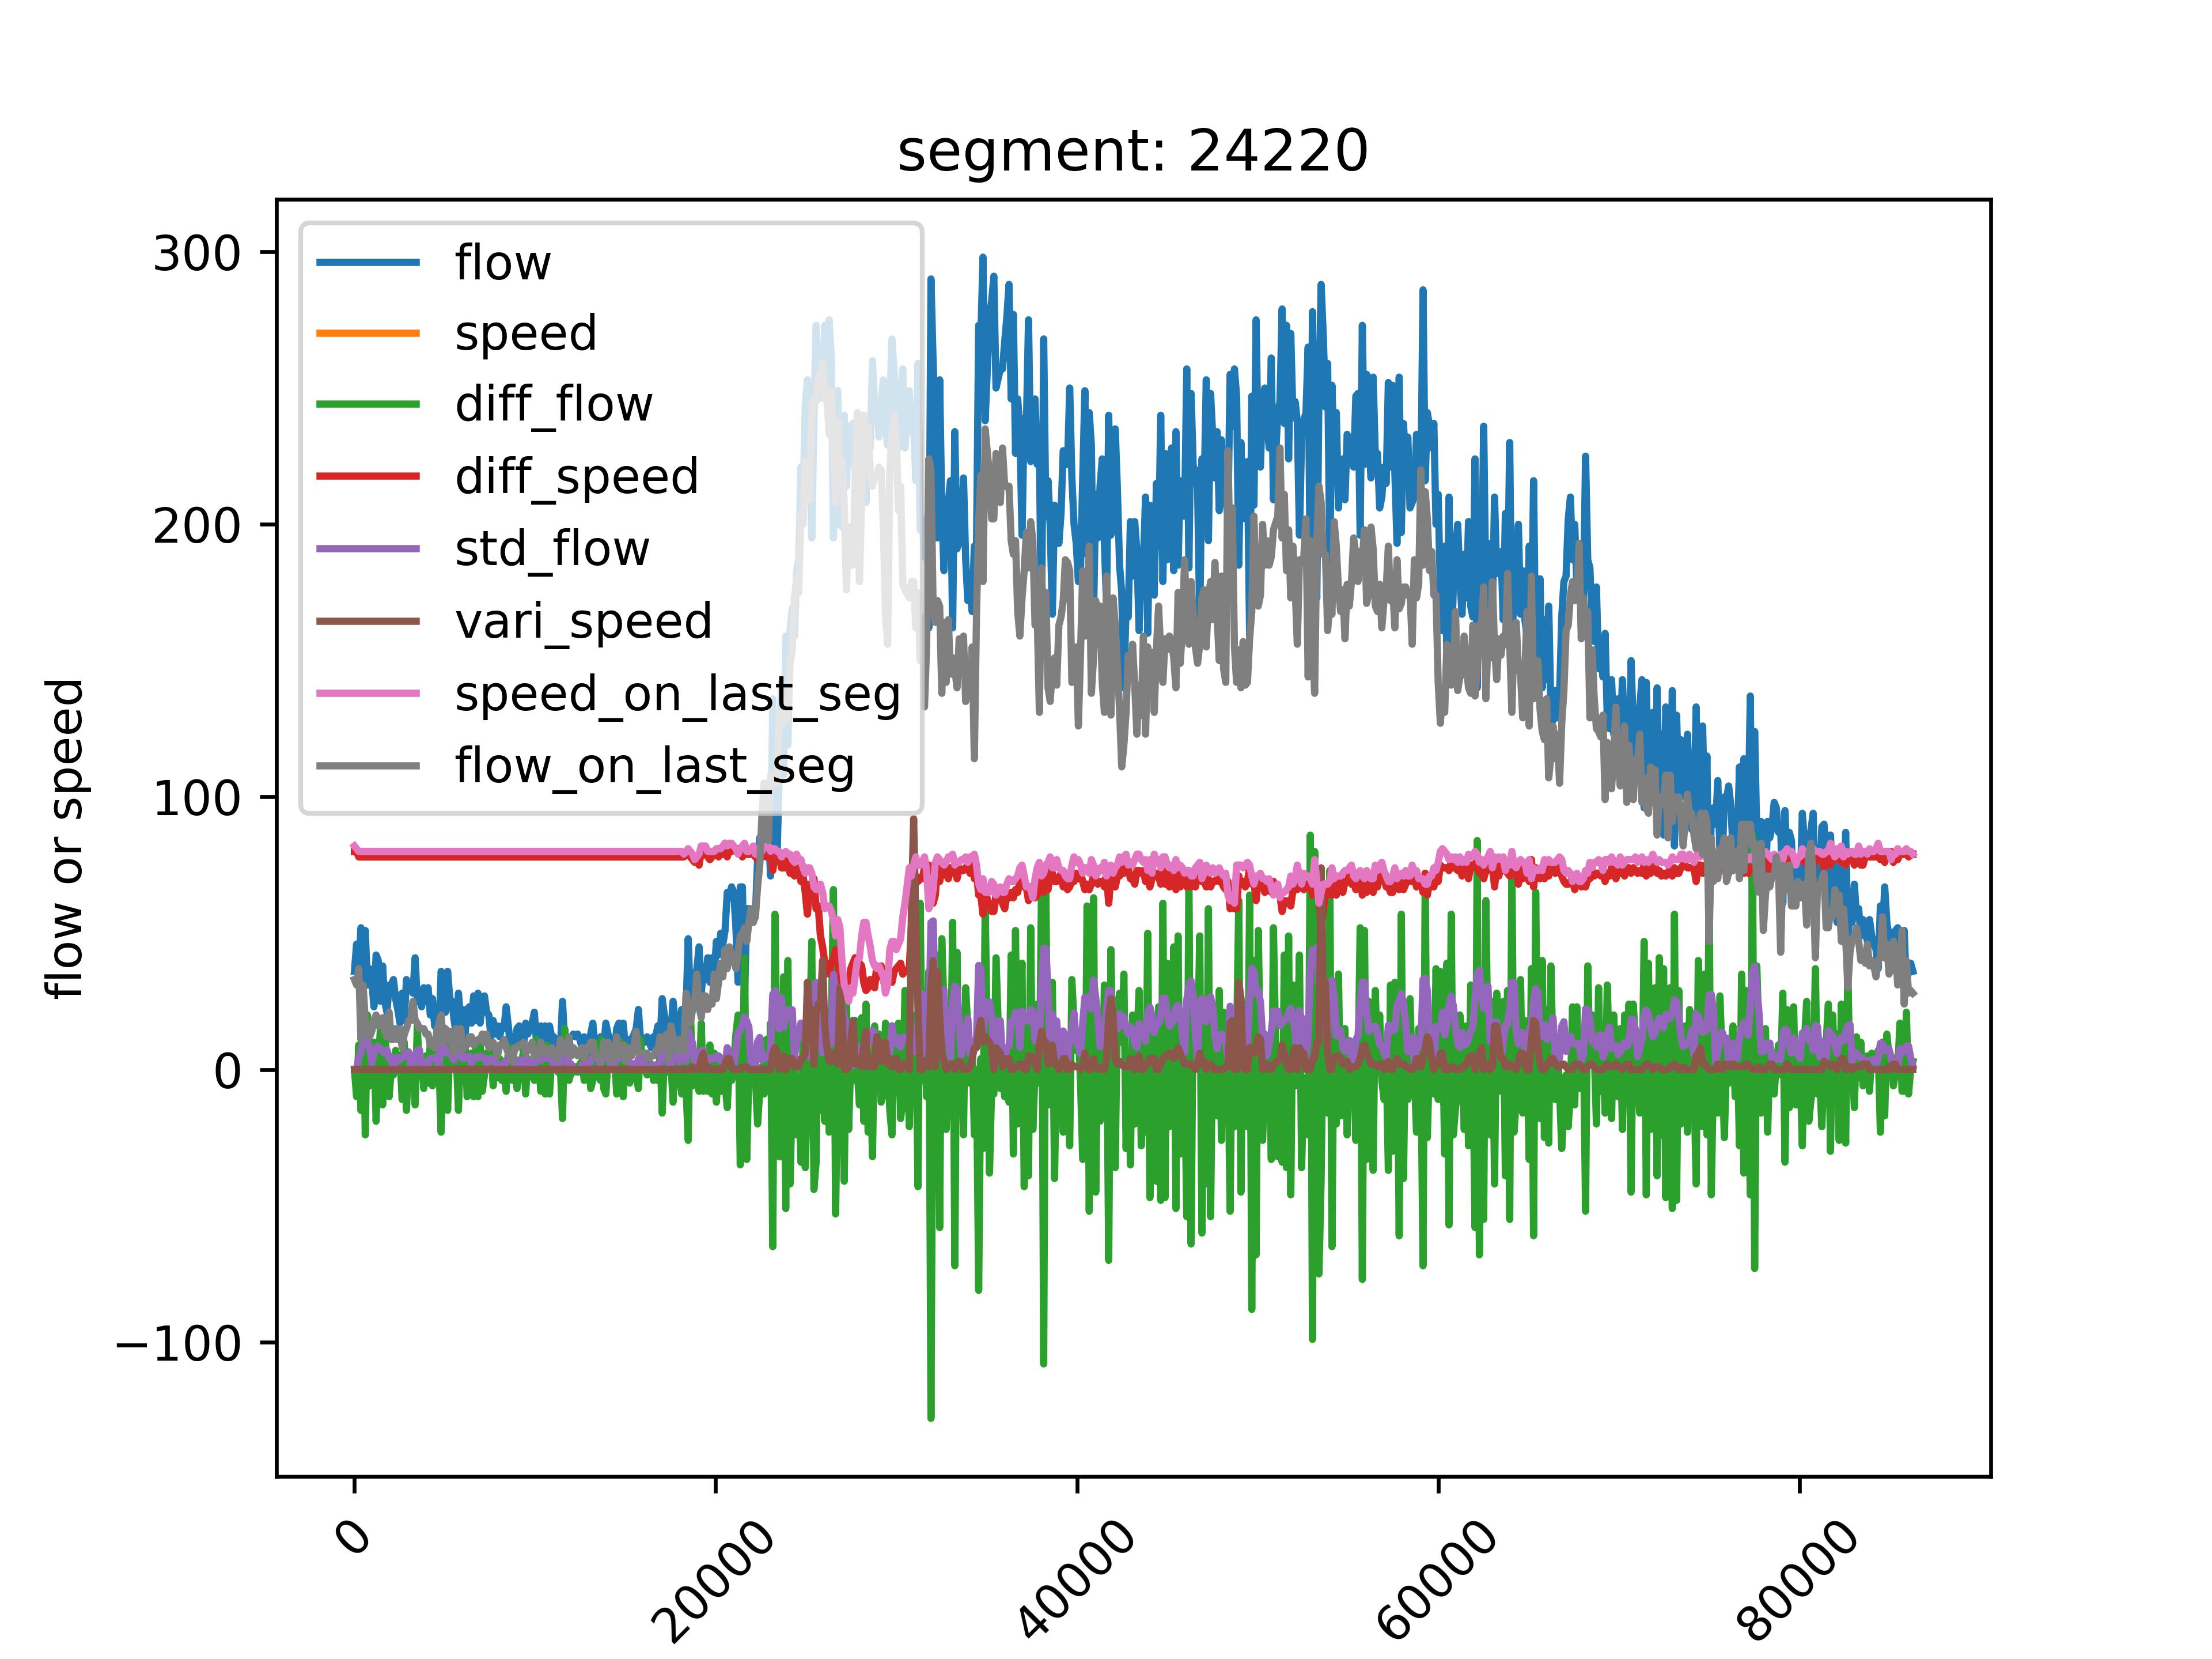 segment: 24220
300
200
100
0
−100
flow or speed
flow
speed
diff_flow
diff_speed
std_flow
vari_speed
speed_on_last_seg
flow_on_last_seg
0
20000
40000
60000
80000